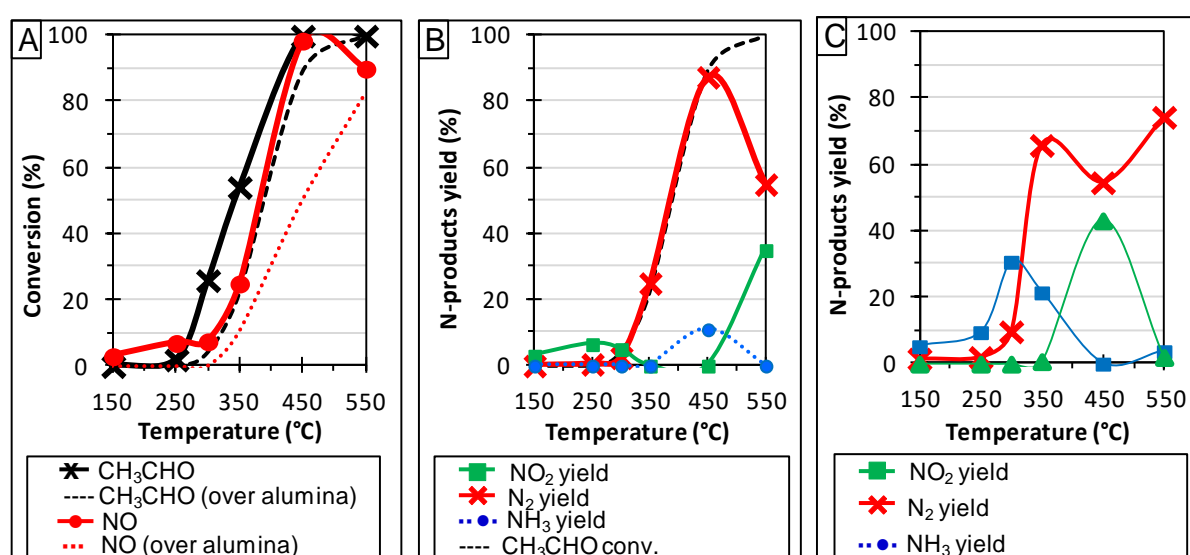 A
Conversion (%)
100
80
60
40
20
0
150 250 350 450 550
Temperature (°C)
CH₃CHO
CH₃CHO (over alumina)
NO
NO (over alumina)
B
N-products yield (%)
100
80
60
40
20
0
150 250 350 450 550
Temperature (°C)
NO₂ yield
N₂ yield
NH₃ yield
CH₃CHO conv.
C
N-products yield (%)
100
80
60
40
20
0
150 250 350 450 550
Temperature (°C)
NO₂ yield
N₂ yield
NH₃ yield